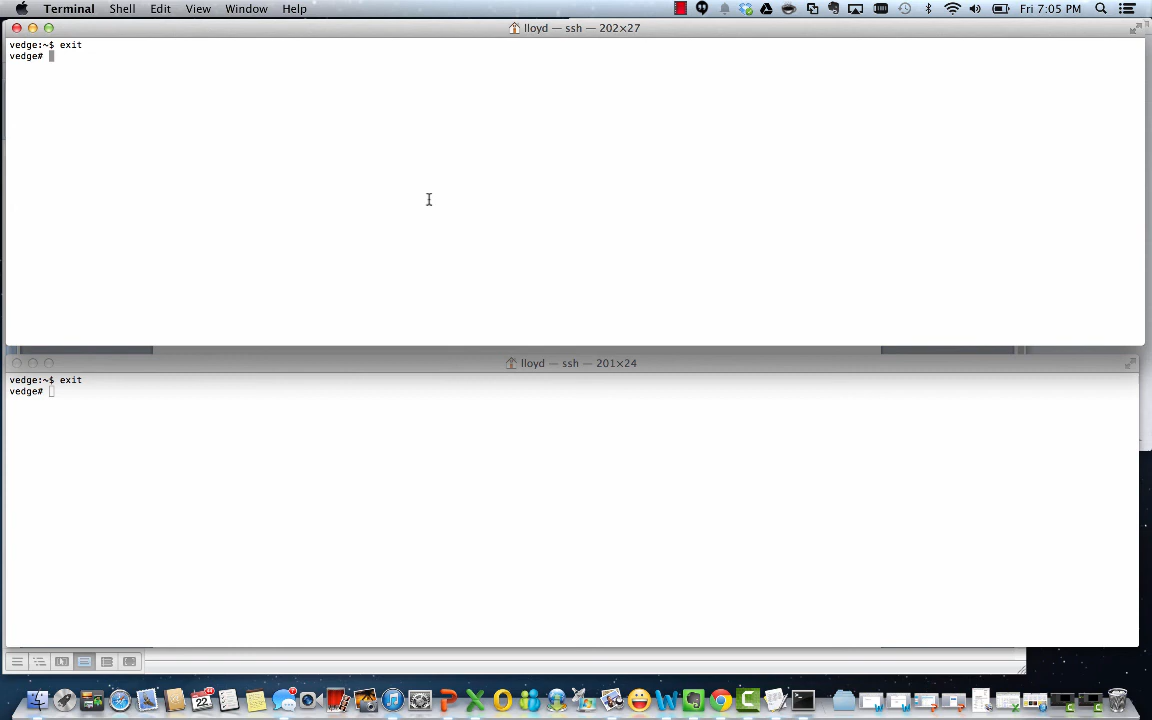 Terminal Shell Edit View Window Help Fri 7:05 PM
lloyd — ssh — 202×27
vedge:~$ exit
vedge#
lloyd — ssh — 201×24
vedge:~$ exit
vedge#
22